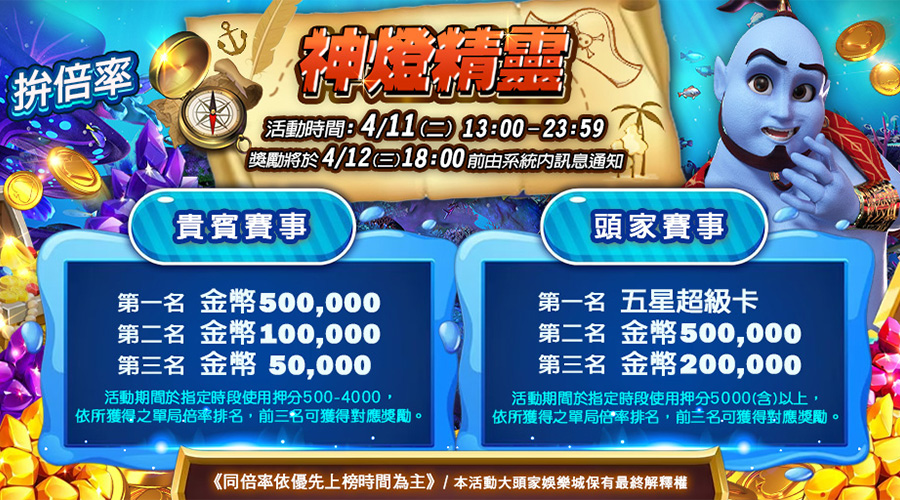 拚倍率
神燈精靈
活動時間：4/11(二) 13:00-23:59
獎勵將於 4/12(三)18:00 前由系統內訊息通知
貴賓賽事
第一名 金幣500,000
第二名 金幣100,000
第三名 金幣 50,000
活動期間於指定時段使用押分500-4000，
依所獲得之單局倍率排名，前三名可獲得對應獎勵。
頭家賽事
第一名 五星超級卡
第二名 金幣500,000
第三名 金幣200,000
活動期間於指定時段使用押分5000(含)以上，
依所獲得之單局倍率排名，前三名可獲得對應獎勵。
《同倍率依優先上榜時間為主》/ 本活動大頭家娛樂城保有最終解釋權